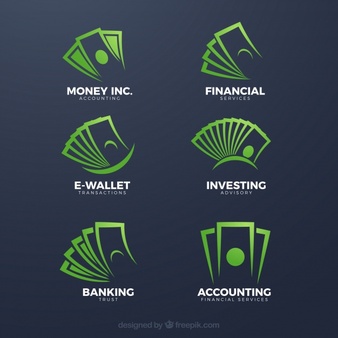 MONEY INC.
ACCOUNTING
FINANCIAL
SERVICES
E-WALLET
TRANSACTIONS
INVESTING
ADVISORY
BANKING
TRUST
ACCOUNTING
FINANCIAL SERVICES
designed by freepik.com